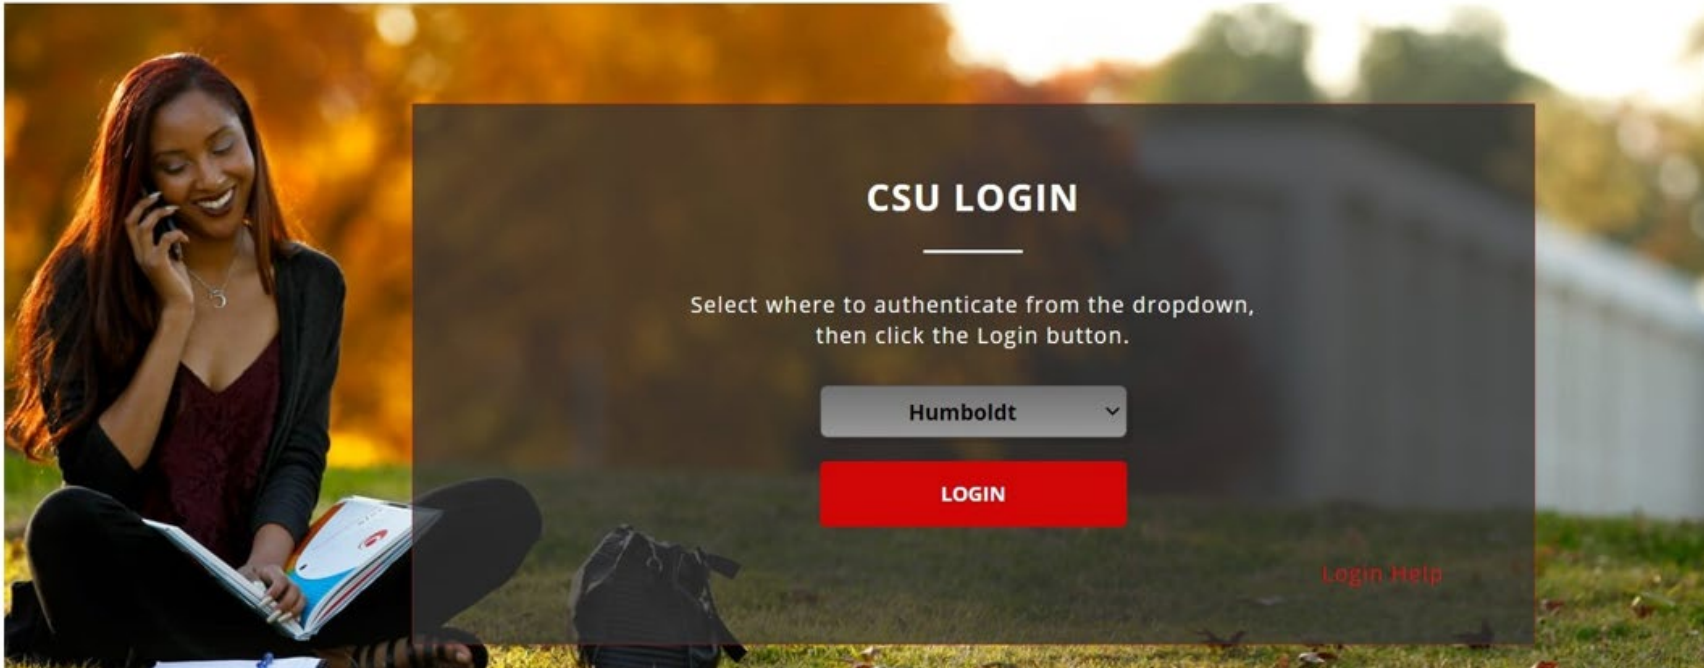 CSU LOGIN
Select where to authenticate from the dropdown,
then click the Login button.
Humboldt
LOGIN
Login Help